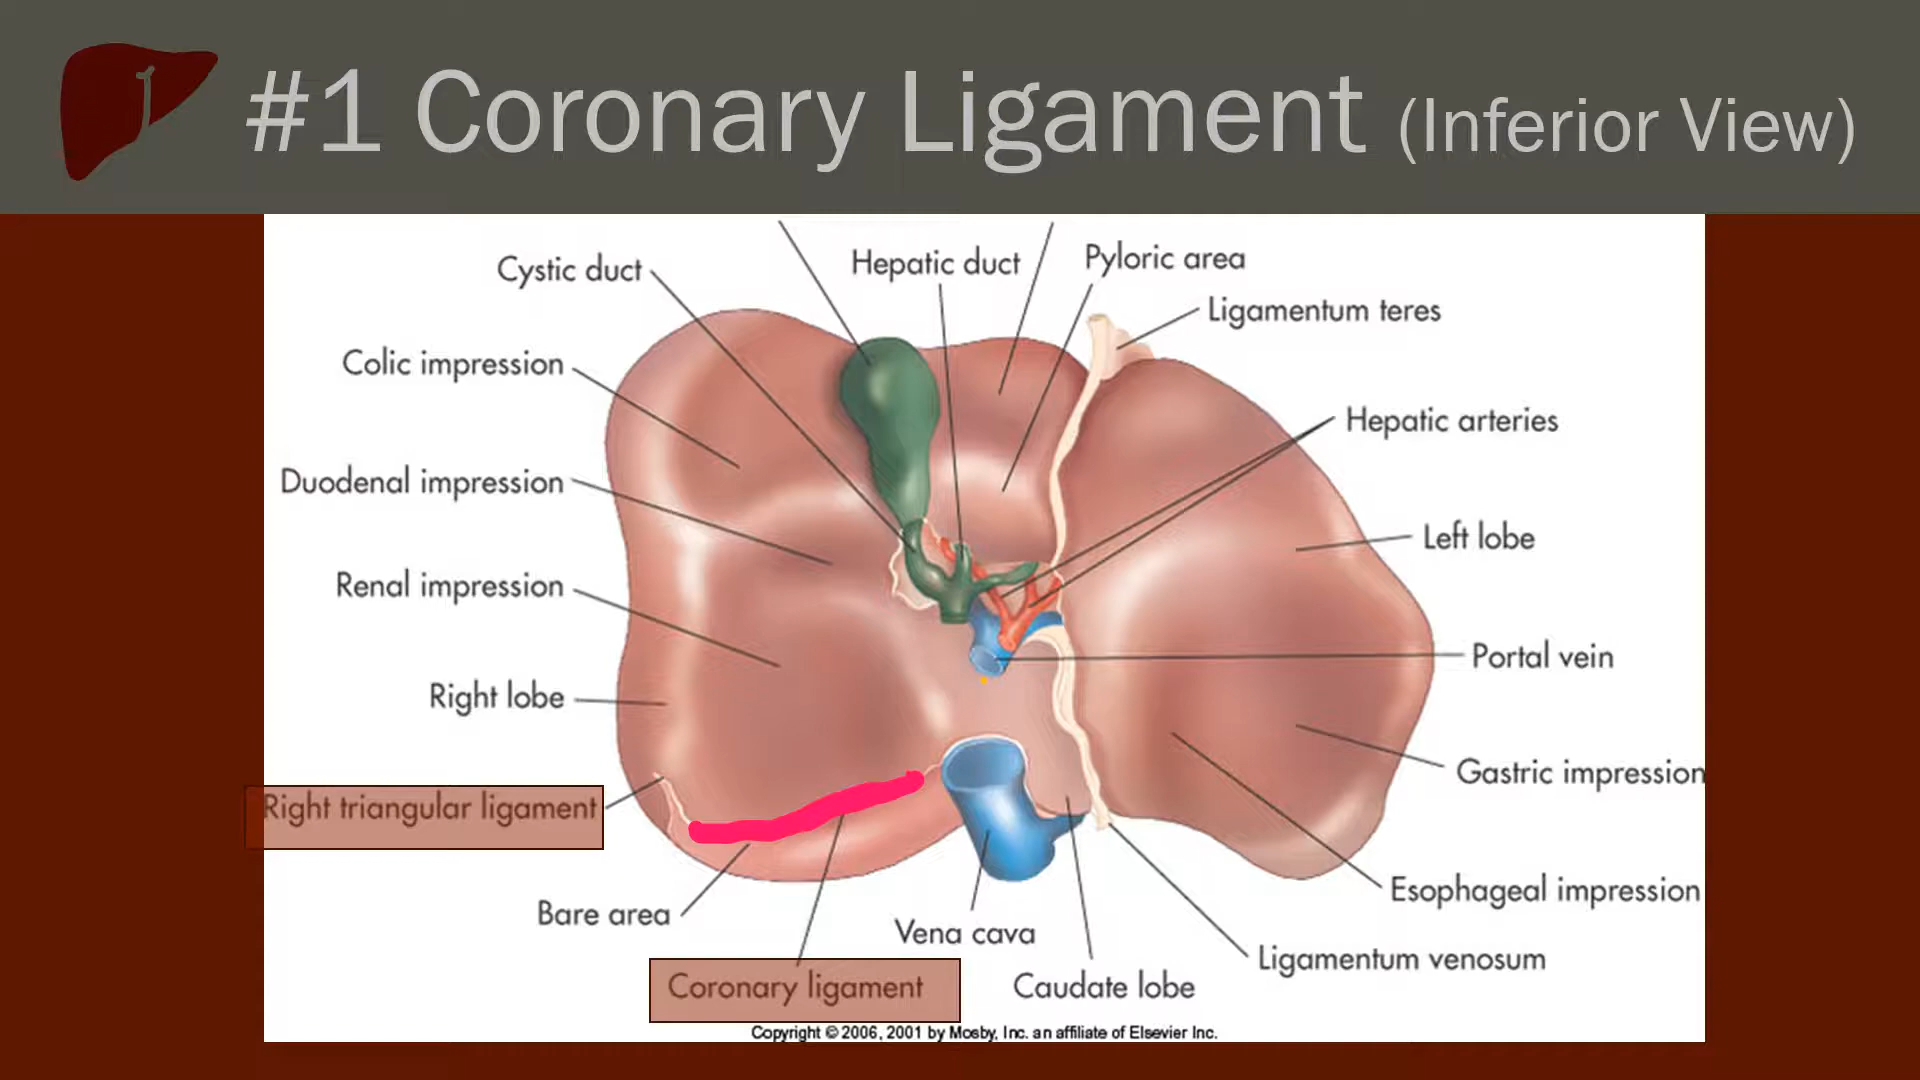 #1 Coronary Ligament (Inferior View)
Cystic duct
Hepatic duct
Pyloric area
Ligamentum teres
Colic impression
Hepatic arteries
Duodenal impression
Left lobe
Renal impression
Portal vein
Right lobe
Gastric impression
Right triangular ligament
Esophageal impression
Bare area
Vena cava
Ligamentum venosum
Coronary ligament
Caudate lobe
Copyright © 2006, 2001 by Mosby, Inc. an affiliate of Elsevier Inc.